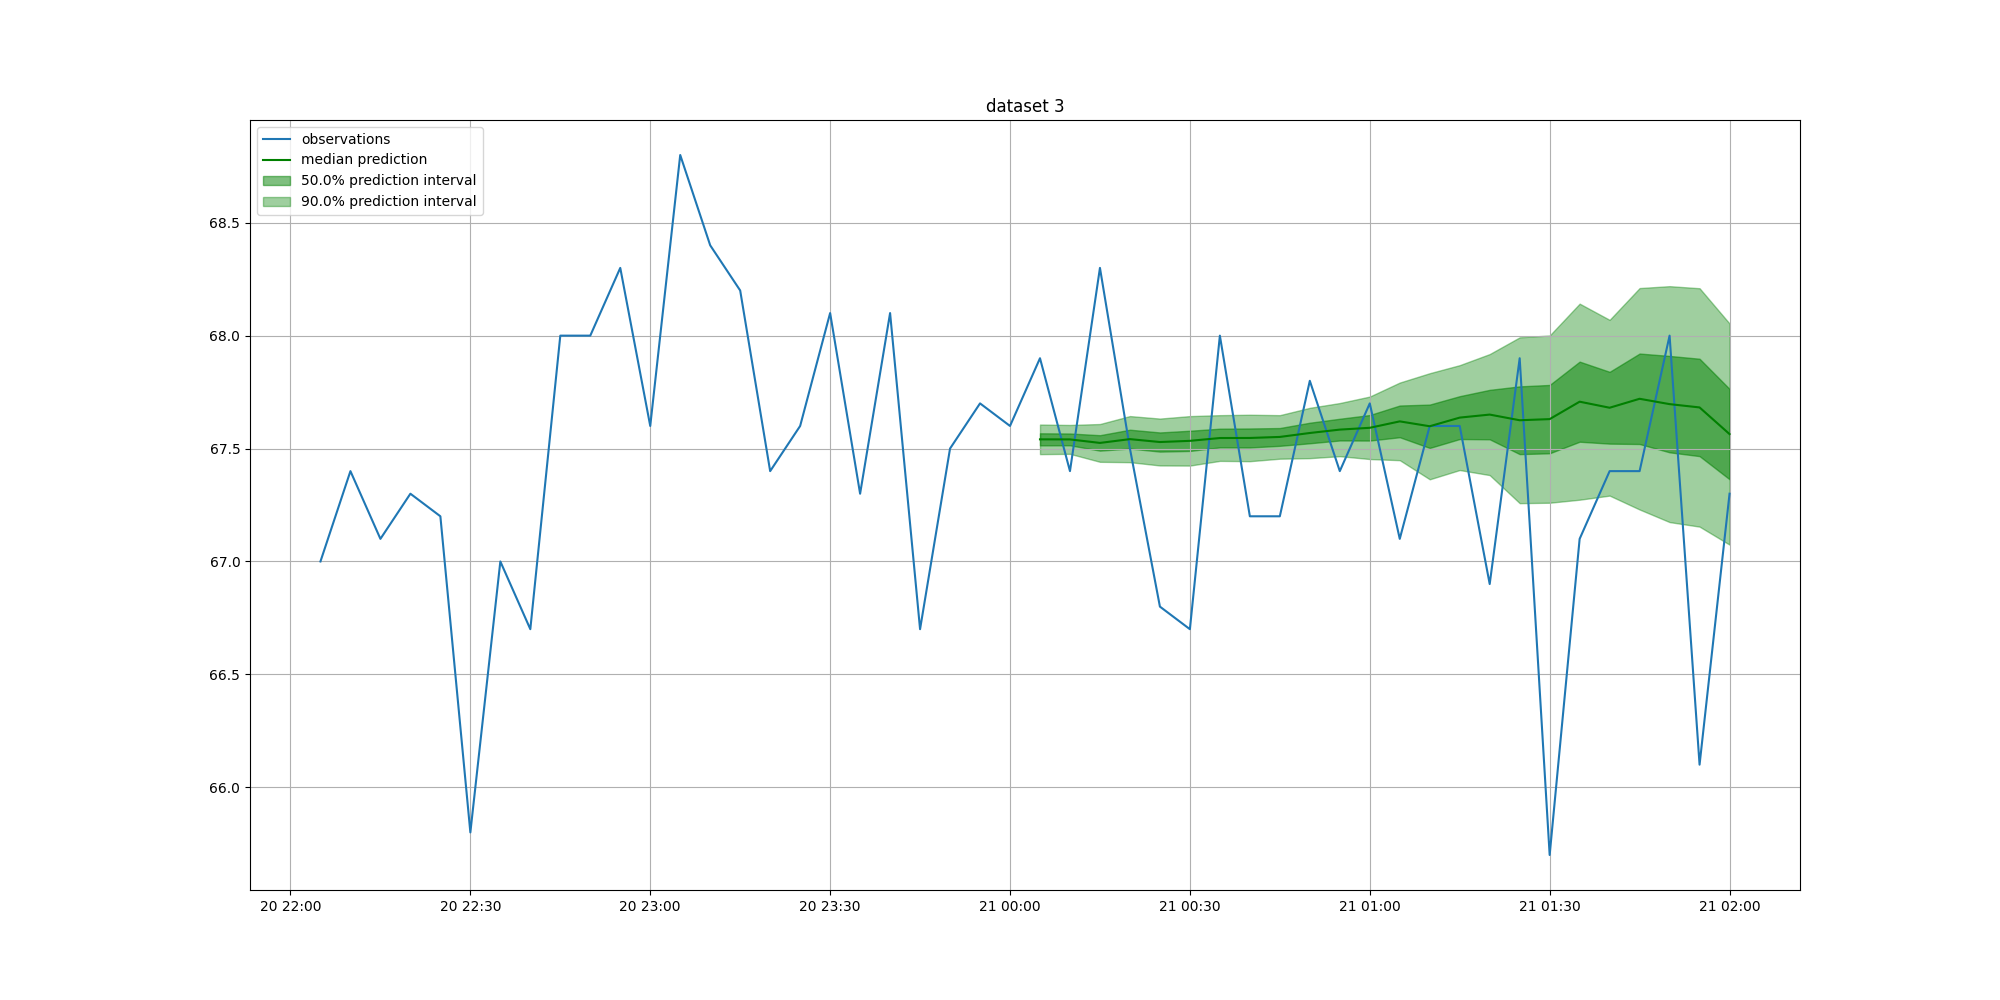 dataset 3
observations
median prediction
50.0% prediction interval
90.0% prediction interval
68.5
68.0
67.5
67.0
66.5
66.0
20 22:00 20 22:30 20 23:00 20 23:30 21 00:00 21 00:30 21 01:00 21 01:30 21 02:00